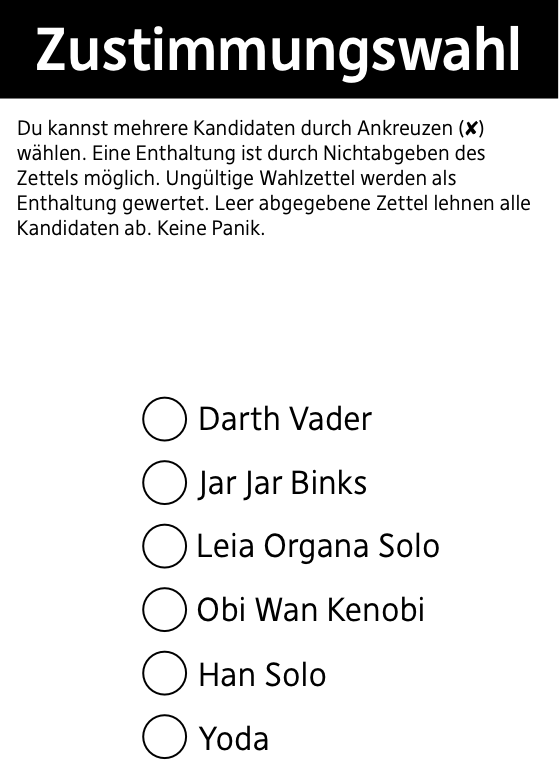 Zustimmungswahl
Du kannst mehrere Kandidaten durch Ankreuzen (✘)
wählen. Eine Enthaltung ist durch Nichtabgeben des
Zettels möglich. Ungültige Wahlzettel werden als
Enthaltung gewertet. Leer abgegebene Zettel lehnen alle
Kandidaten ab. Keine Panik.
Darth Vader
Jar Jar Binks
Leia Organa Solo
Obi Wan Kenobi
Han Solo
Yoda